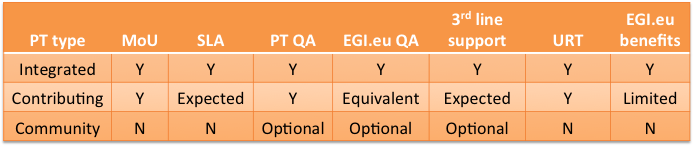 PT type MoU SLA PT QA EGI.eu QA 3rd line support URT EGI.eu benefits
Integrated Y Y Y Y Y Y Y
Contributing Y Expected Y Equivalent Expected Y Limited
Community N N Optional Optional Optional N N